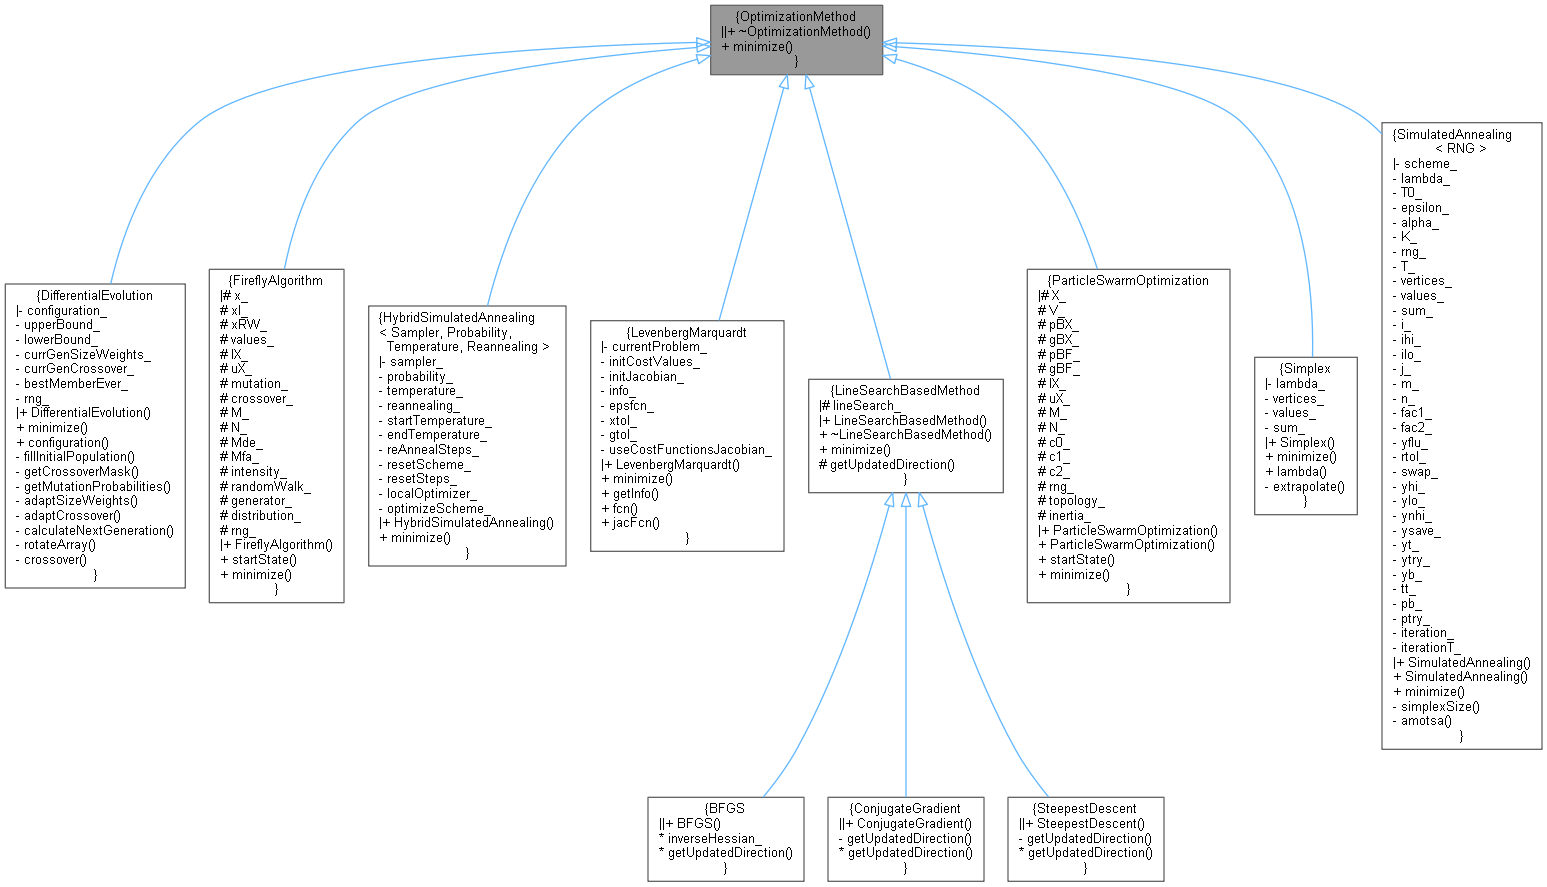 {OptimizationMethod
||+ ~OptimizationMethod()
+ minimize()
}
{DifferentialEvolution
|- configuration_
- upperBound_
- lowerBound_
- currGenSizeWeights_
- currGenCrossover_
- bestMemberEver_
- rng_
|+ DifferentialEvolution()
+ minimize()
+ configuration()
- fillInitialPopulation()
- getCrossoverMask()
- getMutationProbabilities()
- adaptSizeWeights()
- adaptCrossover()
- calculateNextGeneration()
- rotateArray()
- crossover()
}
{FireflyAlgorithm
|# x_
# xI_
# xRW_
# values_
# lX_
# uX_
# mutation_
# crossover_
# M_
# N_
# Mde_
# Mfa_
# intensity_
# randomWalk_
# generator_
# distribution_
# rng_
|+ FireflyAlgorithm()
+ startState()
+ minimize()
}
{HybridSimulatedAnnealing
< Sampler, Probability,
Temperature, Reannealing >
|- sampler_
- probability_
- temperature_
- reannealing_
- startTemperature_
- endTemperature_
- reAnnealSteps_
- resetScheme_
- resetSteps_
- localOptimizer_
- optimizeScheme_
|+ HybridSimulatedAnnealing()
+ minimize()
}
{LevenbergMarquardt
|- currentProblem_
- initCostValues_
- initJacobian_
- info_
- epsfcn_
- xtol_
- gtol_
- useCostFunctionsJacobian_
|+ LevenbergMarquardt()
+ minimize()
+ getInfo()
+ fcn()
+ jacFcn()
}
{LineSearchBasedMethod
|# lineSearch_
|+ LineSearchBasedMethod()
+ ~LineSearchBasedMethod()
+ minimize()
# getUpdatedDirection()
}
{ParticleSwarmOptimization
|# X_
# V_
# pBX_
# gBX_
# pBF_
# gBF_
# lX_
# uX_
# M_
# N_
# c0_
# c1_
# c2_
# rng_
# topology_
# inertia_
|+ ParticleSwarmOptimization()
+ ParticleSwarmOptimization()
+ startState()
+ minimize()
}
{Simplex
|- lambda_
- vertices_
- values_
- sum_
|+ Simplex()
+ minimize()
+ lambda()
- extrapolate()
}
{SimulatedAnnealing
< RNG >
|- scheme_
- lambda_
- T0_
- epsilon_
- alpha_
- K_
- rng_
- T_
- vertices_
- values_
- sum_
- i_
- ihi_
- ilo_
- j_
- m_
- n_
- fac1_
- fac2_
- yflu_
- rtol_
- swap_
- yhi_
- ylo_
- ynhi_
- ysave_
- yt_
- ytry_
- yb_
- tt_
- pb_
- ptry_
- iteration_
- iterationT_
|+ SimulatedAnnealing()
+ SimulatedAnnealing()
+ minimize()
- simplexSize()
- amotsa()
}
{BFGS
||+ BFGS()
* inverseHessian_
* getUpdatedDirection()
}
{ConjugateGradient
||+ ConjugateGradient()
- getUpdatedDirection()
* getUpdatedDirection()
}
{SteepestDescent
||+ SteepestDescent()
- getUpdatedDirection()
* getUpdatedDirection()
}